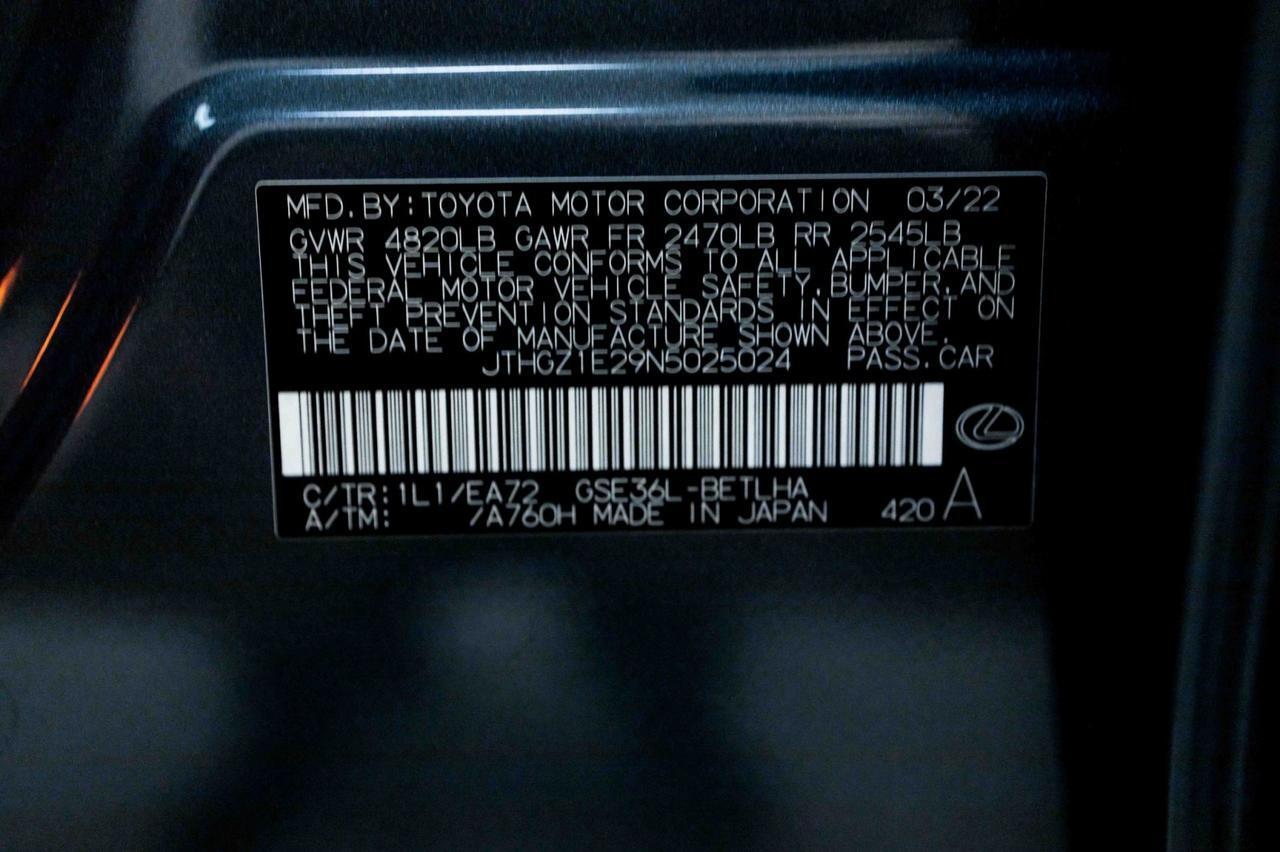 MFD.BY:TOYOTA MOTOR CORPORATION 03/22
GVWR 4820LB GAWR FR 2470LB RR 2545LB
THIS VEHICLE CONFORMS TO ALL APPLICABLE
FEDERAL MOTOR VEHICLE SAFETY,BUMPER,AND
THEFT PREVENTION STANDARDS IN EFFECT ON
THE DATE OF MANUFACTURE SHOWN ABOVE.
JTHGZ1E29N5025024 PASS.CAR
C/TR:1L1/EA72 GSE36L-BETLHA
A/TM: /A760H MADE IN JAPAN 420 A